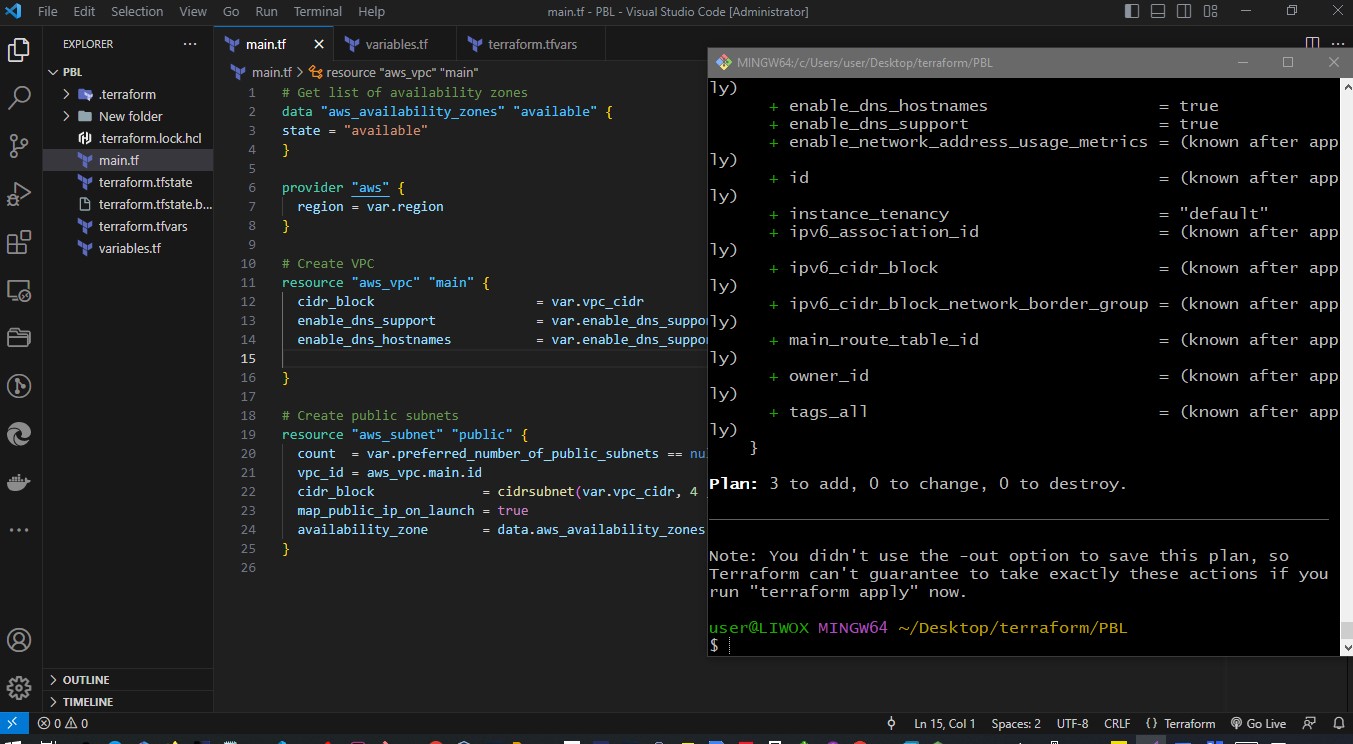 File Edit Selection View Go Run Terminal Help
main.tf - PBL - Visual Studio Code [Administrator]
EXPLORER
PBL
.terraform
New folder
.terraform.lock.hcl
main.tf
terraform.tfstate
terraform.tfstate.b...
terraform.tfvars
variables.tf
OUTLINE
TIMELINE
main.tf variables.tf terraform.tfvars
main.tf > resource "aws_vpc" "main"
1 # Get list of availability zones
2 data "aws_availability_zones" "available" {
3 state = "available"
4 }
5
6 provider "aws" {
7 region = var.region
8 }
9
10 # Create VPC
11 resource "aws_vpc" "main" {
12 cidr_block = var.vpc_cidr
13 enable_dns_support = var.enable_dns_suppo
14 enable_dns_hostnames = var.enable_dns_suppo
15
16 }
17
18 # Create public subnets
19 resource "aws_subnet" "public" {
20 count = var.preferred_number_of_public_subnets == nu
21 vpc_id = aws_vpc.main.id
22 cidr_block = cidrsubnet(var.vpc_cidr, 4
23 map_public_ip_on_launch = true
24 availability_zone = data.aws_availability_zones
25 }
26
MINGW64:/c/Users/user/Desktop/terraform/PBL
ly)
+ enable_dns_hostnames = true
+ enable_dns_support = true
+ enable_network_address_usage_metrics = (known after app
ly)
+ id = (known after app
ly)
+ instance_tenancy = "default"
+ ipv6_association_id = (known after app
ly)
+ ipv6_cidr_block = (known after app
ly)
+ ipv6_cidr_block_network_border_group = (known after app
ly)
+ main_route_table_id = (known after app
ly)
+ owner_id = (known after app
ly)
+ tags_all = (known after app
ly)
}
Plan: 3 to add, 0 to change, 0 to destroy.
Note: You didn't use the -out option to save this plan, so
Terraform can't guarantee to take exactly these actions if you
run "terraform apply" now.
user@LIWOX MINGW64 ~/Desktop/terraform/PBL
$
0 0
Ln 15, Col 1 Spaces: 2 UTF-8 CRLF {} Terraform Go Live